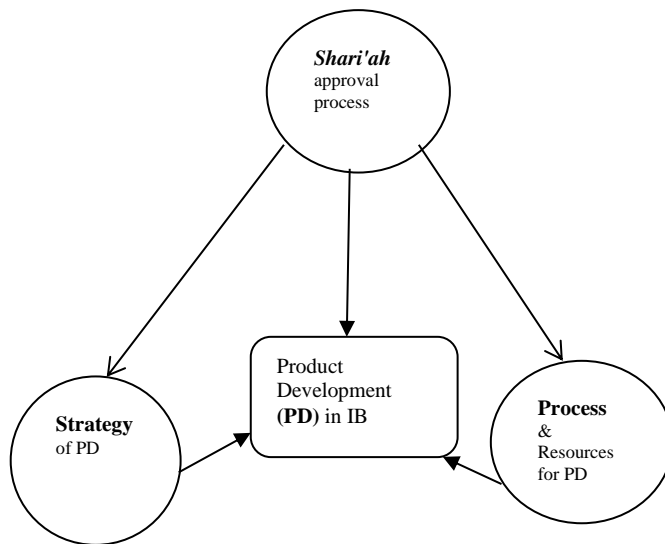 Shari'ah
approval
process
Product
Development
(PD) in IB
Strategy
of PD
Process
&
Resources
for PD